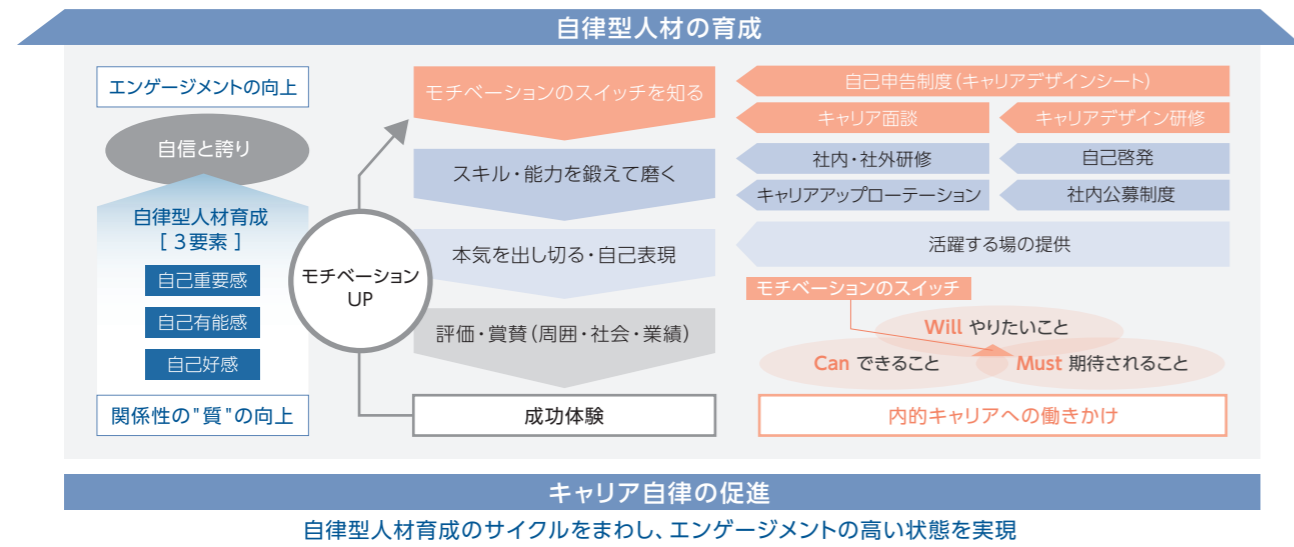 自律型人材の育成
エンゲージメントの向上
自信と誇り
自律型人材育成
[ 3要素 ]
自己重要感
自己有能感
自己好感
関係性の"質"の向上
モチベーション
UP
モチベーションのスイッチを知る
スキル・能力を鍛えて磨く
本気を出し切る・自己表現
評価・賞賛(周囲・社会・業績)
成功体験
自己申告制度(キャリアデザインシート)
キャリア面談
キャリアデザイン研修
社内・社外研修
自己啓発
キャリアアップローテーション
社内公募制度
活躍する場の提供
モチベーションのスイッチ
Will やりたいこと
Can できること
Must 期待されること
内的キャリアへの働きかけ
キャリア自律の促進
自律型人材育成のサイクルをまわし、エンゲージメントの高い状態を実現